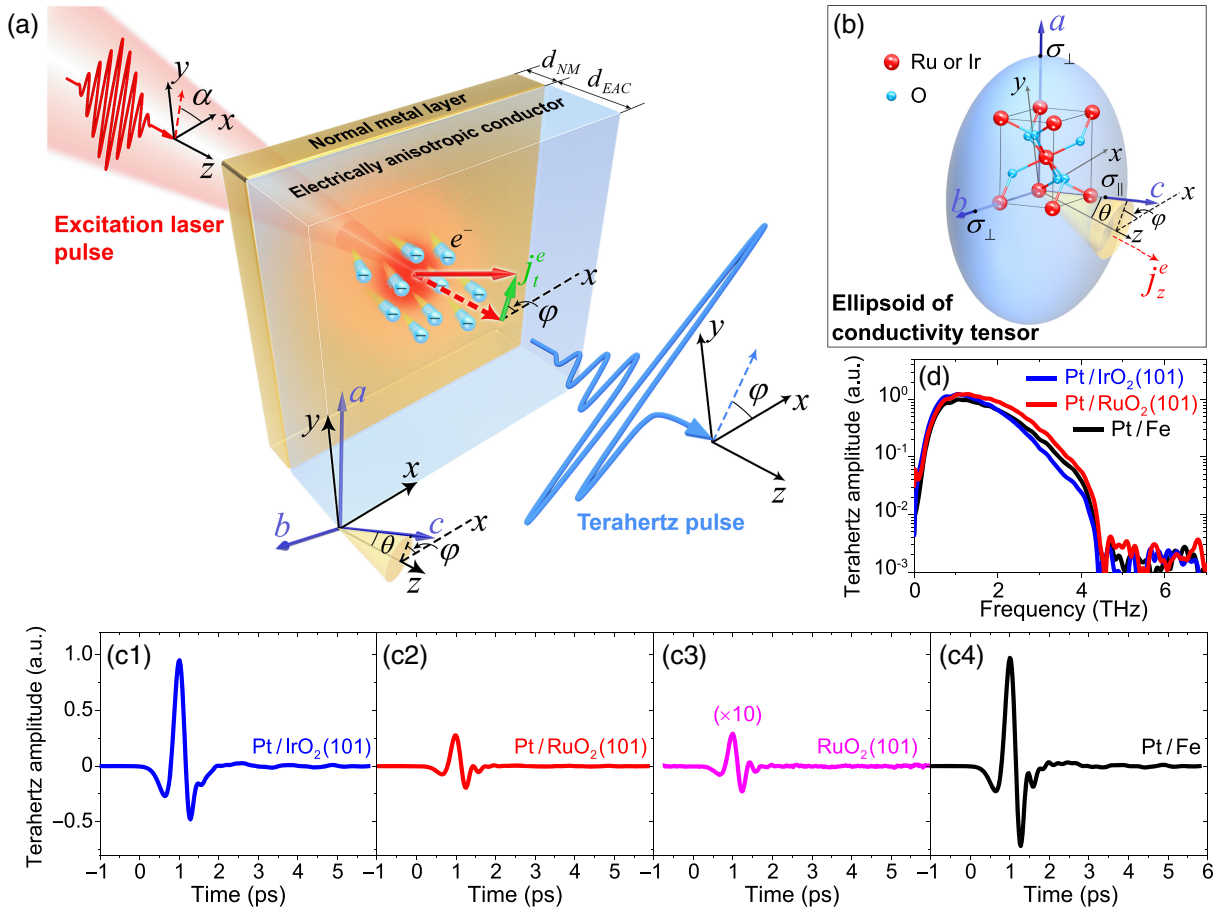 (a)
y
α
x
z
Excitation laser
pulse
d_NM
d_EAC
Normal metal layer
Electrically anisotropic conductor
e⁻
j_t^e
x
φ
y
a
x
b
θ
c
x
φ
z
y
φ
x
z
Terahertz pulse
(b)
Ru or Ir
O
a
σ⊥
y
x
σ∥
c
x
b
σ⊥
θ
φ
z
j_z^e
Ellipsoid of
conductivity tensor
(d)
Pt/IrO₂(101)
Pt/RuO₂(101)
Pt/Fe
Terahertz amplitude (a.u.)
10⁰
10⁻¹
10⁻²
10⁻³
0 2 4 6
Frequency (THz)
Terahertz amplitude (a.u.)
1.0
0.5
0
−0.5
(c1)
Pt/IrO₂(101)
−1 0 1 2 3 4 5
Time (ps)
(c2)
Pt/RuO₂(101)
−1 0 1 2 3 4 5
Time (ps)
(c3)
(×10)
RuO₂(101)
−1 0 1 2 3 4 5
Time (ps)
(c4)
Pt/Fe
−1 0 1 2 3 4 5 6
Time (ps)